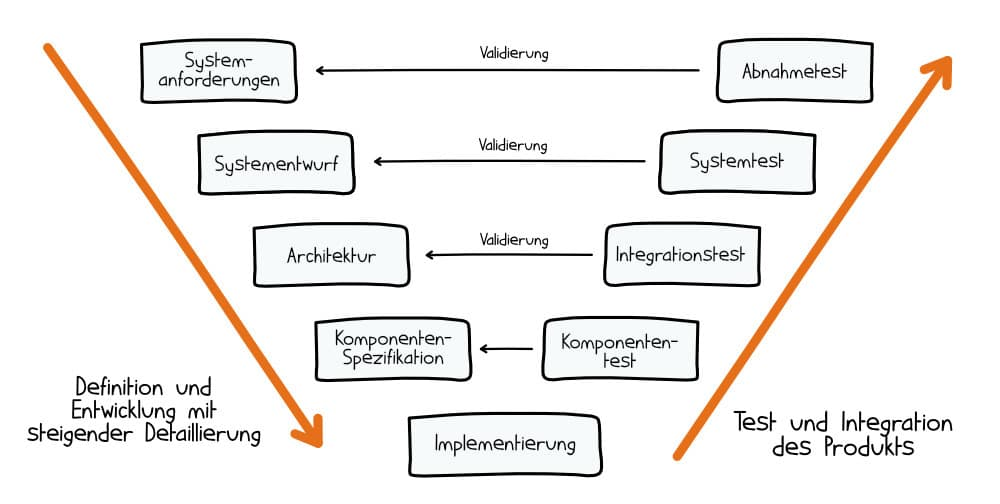 System-
anforderungen
Validierung
Abnahmetest
Systementwurf
Validierung
Systemtest
Architektur
Validierung
Integrationstest
Komponenten-
Spezifikation
Komponenten-
test
Definition und
Entwicklung mit
steigender Detaillierung
Implementierung
Test und Integration
des Produkts